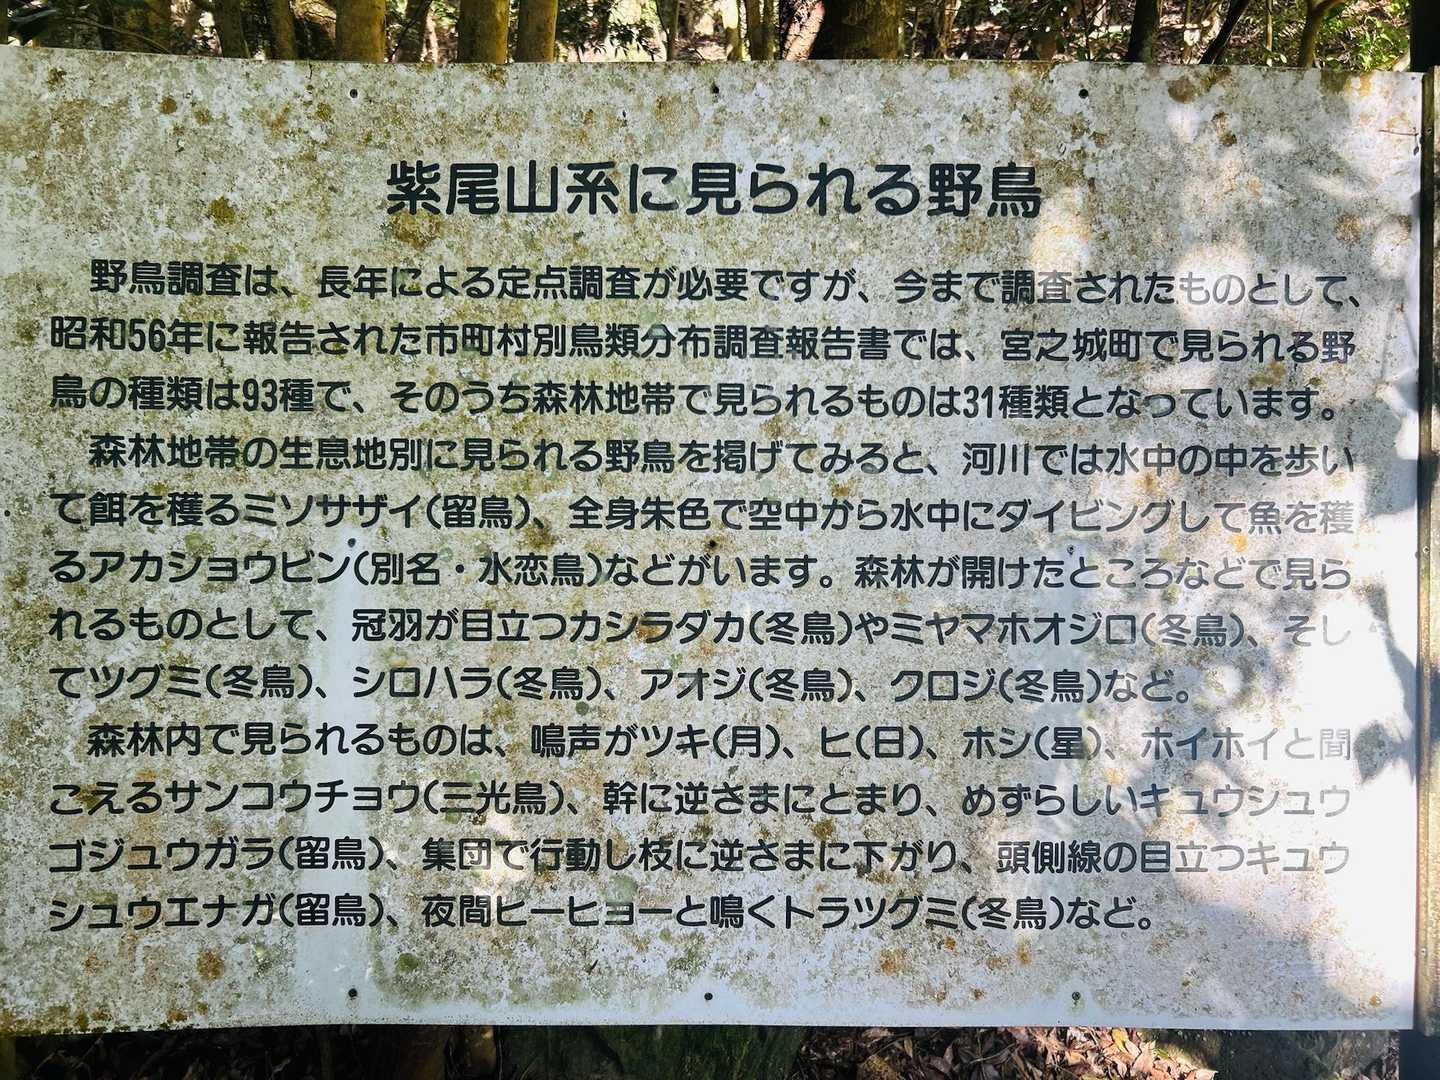 紫尾山系に見られる野鳥
野鳥調査は、長年による定点調査が必要ですが、今まで調査されたものとして、
昭和56年に報告された市町村別鳥類分布調査報告書では、宮之城町で見られる野
鳥の種類は93種で、そのうち森林地帯で見られるものは31種類となっています。
森林地帯の生息地別に見られる野鳥を掲げてみると、河川では水中の中を歩い
て餌を穫るミソサザイ(留鳥)、全身朱色で空中から水中にダイビングして魚を穫
るアカショウビン(別名・水恋鳥)などがいます。森林が開けたところなどで見ら
れるものとして、冠羽が目立つカシラダカ(冬鳥)やミヤマホオジロ(冬鳥)、そし
てツグミ(冬鳥)、シロハラ(冬鳥)、アオジ(冬鳥)、クロジ(冬鳥)など。
森林内で見られるものは、鳴声がツキ(月)、ヒ(日)、ホシ(星)、ホイホイと聞
こえるサンコウチョウ(三光鳥)、幹に逆さまにとまり、めずらしいキュウシュウ
ゴジュウガラ(留鳥)、集団で行動し枝に逆さまに下がり、頭側線の目立つキュウ
シュウエナガ(留鳥)、夜間ヒーヒョーと鳴くトラツグミ(冬鳥)など。